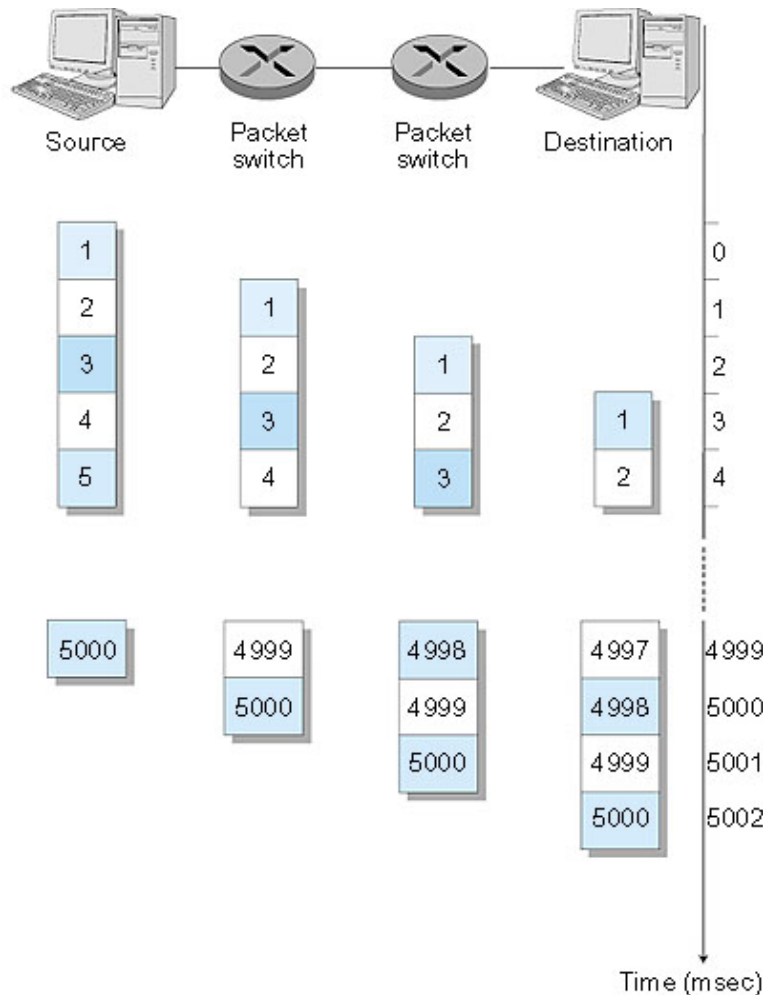 Source
Packet switch
Packet switch
Destination
1 0
2 1 1
3 2 1 2
4 3 2 1 3
5 4 3 2 4
5000 4999 4998 4997 4999
5000 4999 4998 5000
5000 4999 5001
5000 5002
Time (msec)